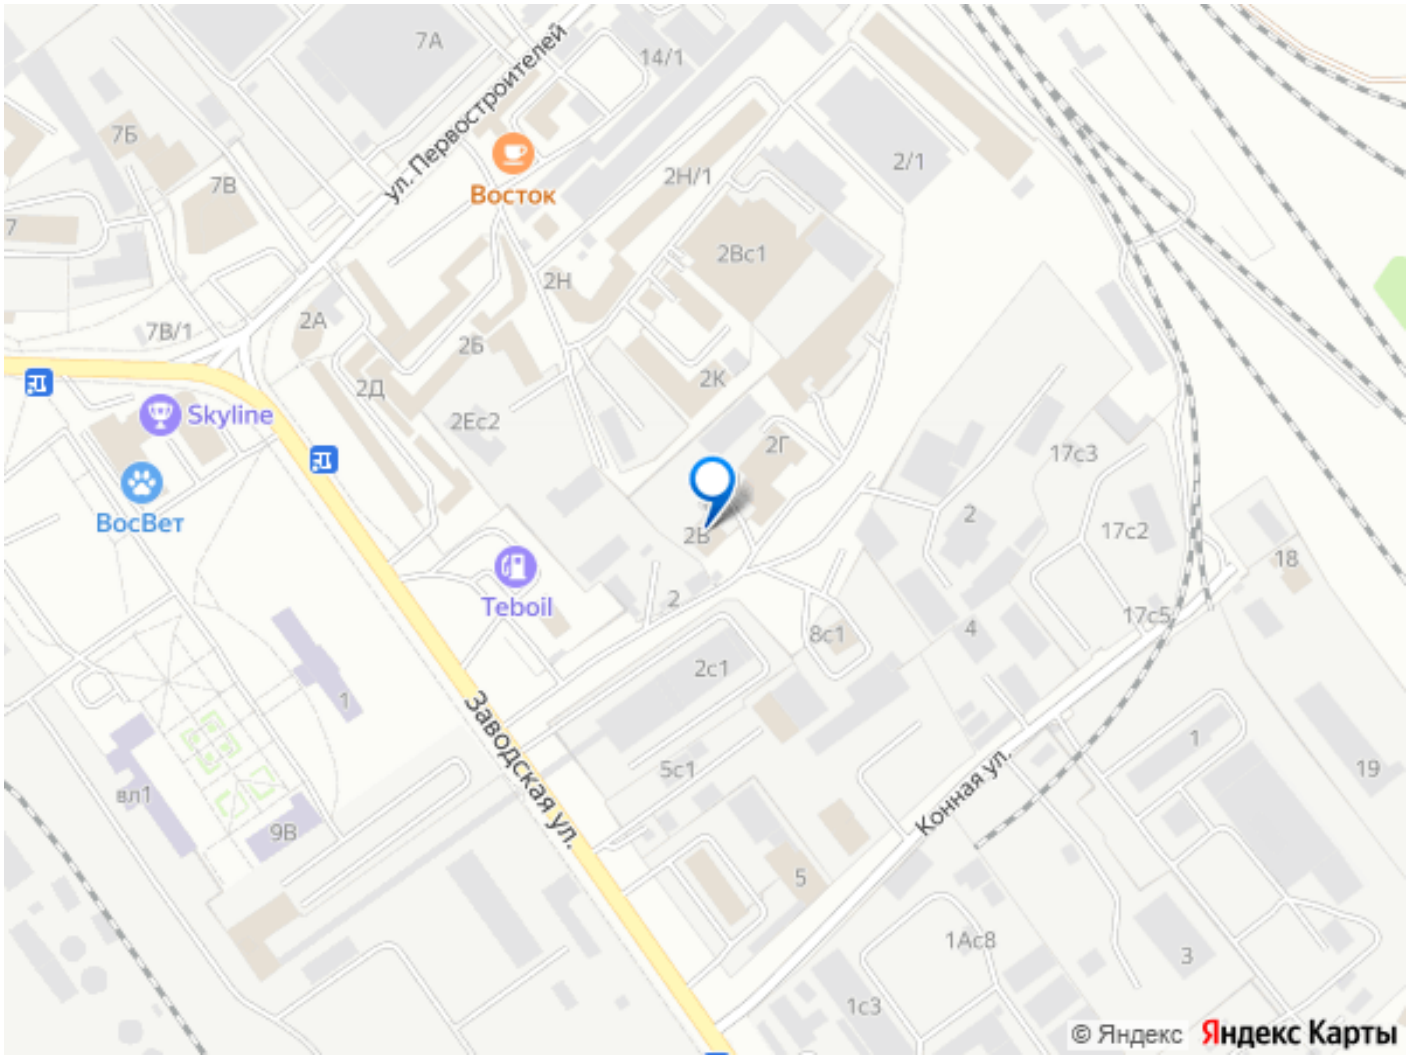 7А
14/1
ул. Первостроителей
7Б
Восток
2/1
7В
2Н/1
7
2Вс1
2Н
2А
7В/1
2Б
2К
2Д
Skyline
2Ес2
2Г
17с3
ВосВет
2
17с2
2В
18
Teboil
2
17с5
4
8с1
2с1
1
Заводская ул.
1
5с1
19
вл1
Конная ул.
9В
5
1Ас8
3
1с3
© Яндекс Яндекс Карты